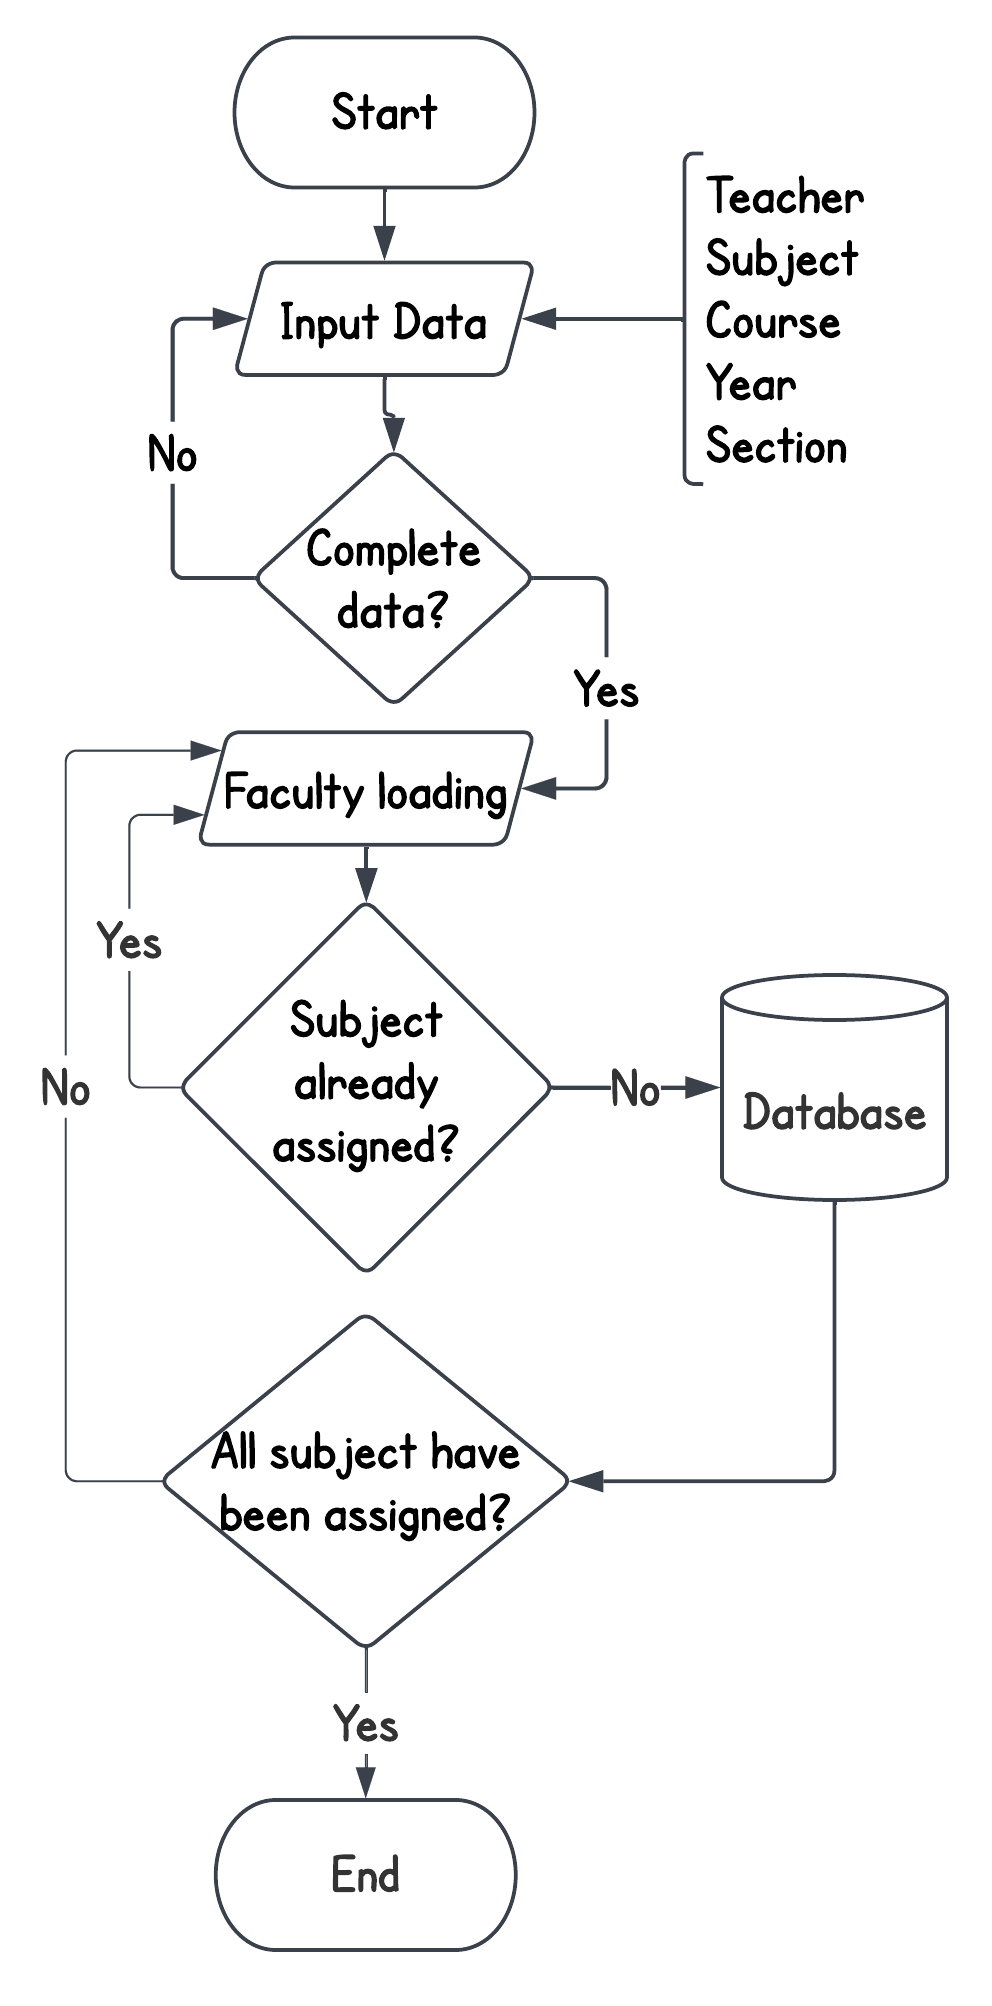 Start
Teacher
Subject
Course
Year
Section
Input Data
No
Complete
data?
Yes
Faculty loading
Yes
Subject
already
assigned?
No
No
Database
All subject have
been assigned?
Yes
End